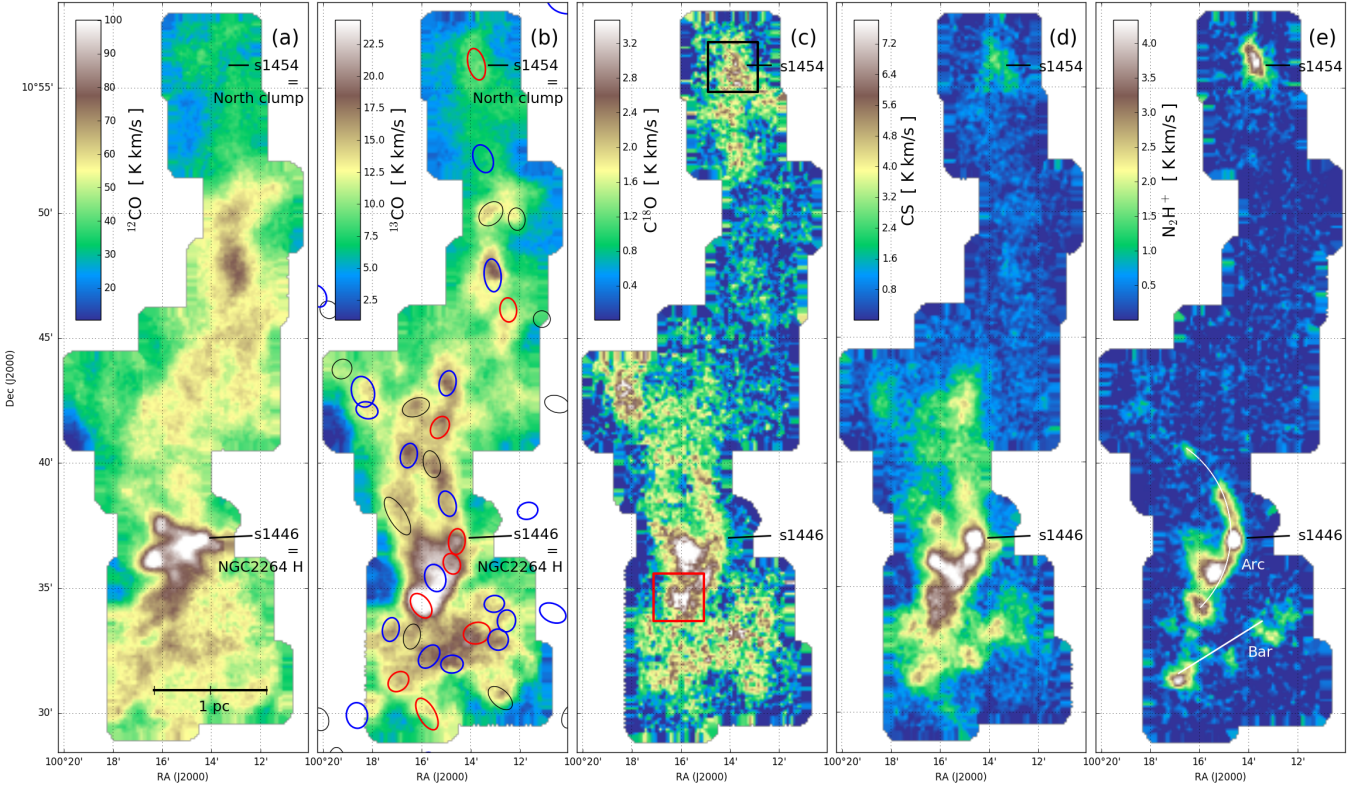 (a)
s1454
=
North clump
100
90
80
70
60
50
40
30
20
¹²CO [ K km/s ]
s1446
=
NGC2264 H
1 pc
10°55'
50'
45'
40'
35'
30'
Dec (J2000)
100°20'
18'
16'
14'
12'
RA (J2000)
(b)
s1454
=
North clump
22.5
20.0
17.5
15.0
12.5
10.0
7.5
5.0
2.5
¹³CO [ K km/s ]
s1446
=
NGC2264 H
100°20'
18'
16'
14'
12'
RA (J2000)
(c)
s1454
3.2
2.8
2.4
2.0
1.6
1.2
0.8
0.4
C¹⁸O [ K km/s ]
s1446
100°20'
18'
16'
14'
12'
RA (J2000)
(d)
s1454
7.2
6.4
5.6
4.8
4.0
3.2
2.4
1.6
0.8
CS [ K km/s ]
s1446
100°20'
18'
16'
14'
12'
RA (J2000)
(e)
s1454
4.0
3.5
3.0
2.5
2.0
1.5
1.0
0.5
N₂H⁺ [ K km/s ]
s1446
Arc
Bar
100°20'
18'
16'
14'
12'
RA (J2000)